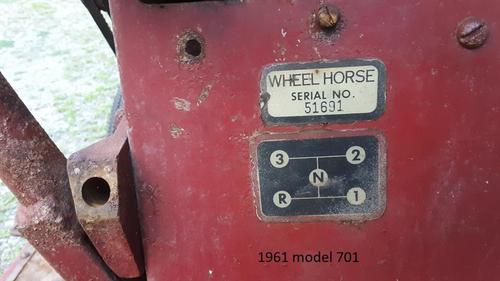 WHEEL HORSE
SERIAL NO.
51691
3 2
N
R 1
1961 model 701